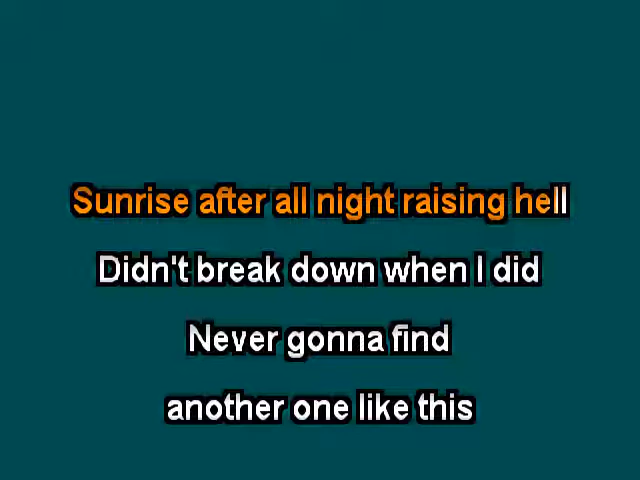 Sunrise after all night raising hell
Didn't break down when I did
Never gonna find
another one like this